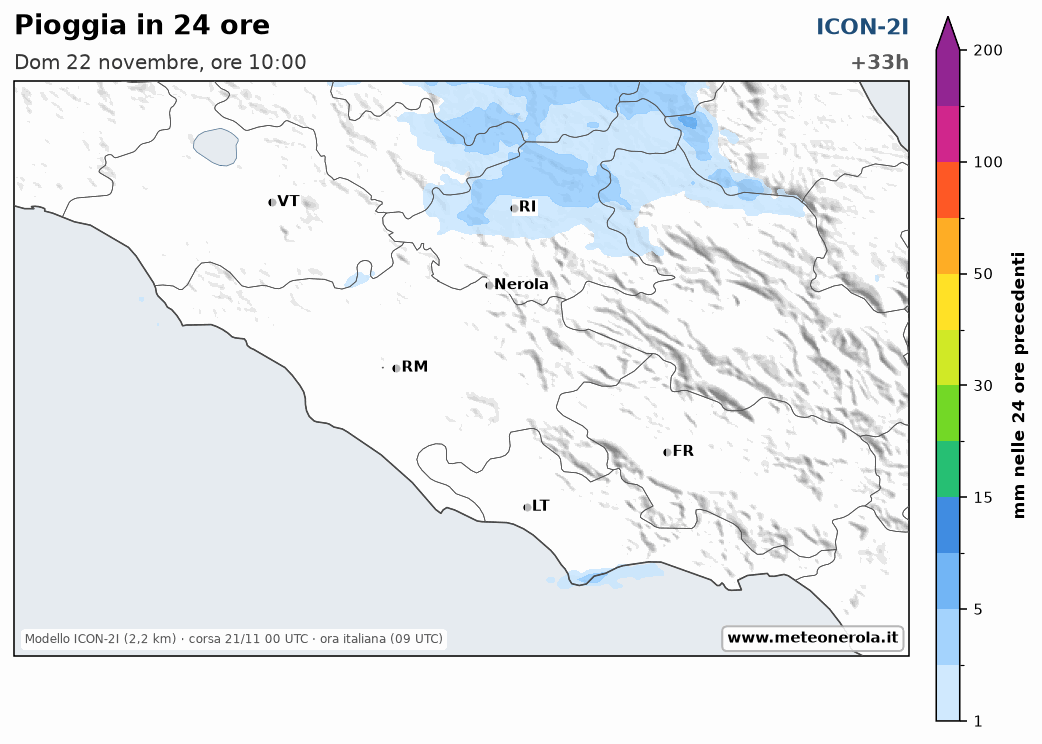 Pioggia in 24 ore
ICON-2I
Dom 22 novembre, ore 10:00
+33h
VT
RI
Nerola
RM
FR
LT
Modello ICON-2I (2,2 km) · corsa 21/11 00 UTC · ora italiana (09 UTC)
www.meteonerola.it
200
100
50
30
15
5
1
mm nelle 24 ore precedenti